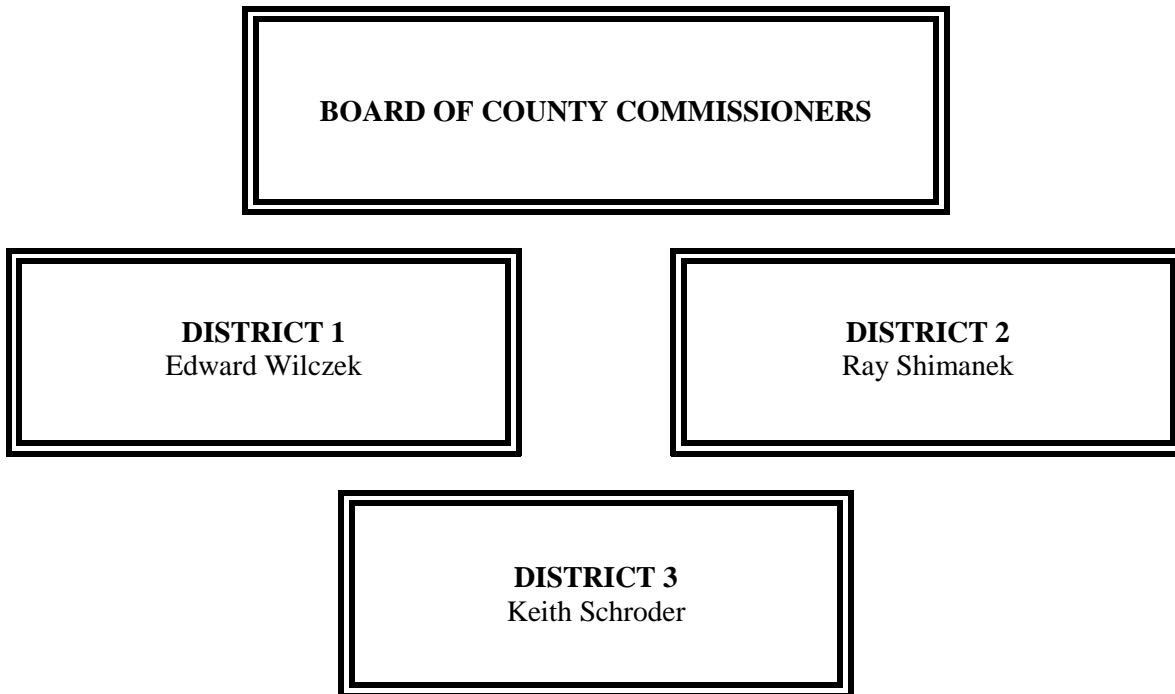 BOARD OF COUNTY COMMISSIONERS
DISTRICT 1
Edward Wilczek
DISTRICT 2
Ray Shimanek
DISTRICT 3
Keith Schroder